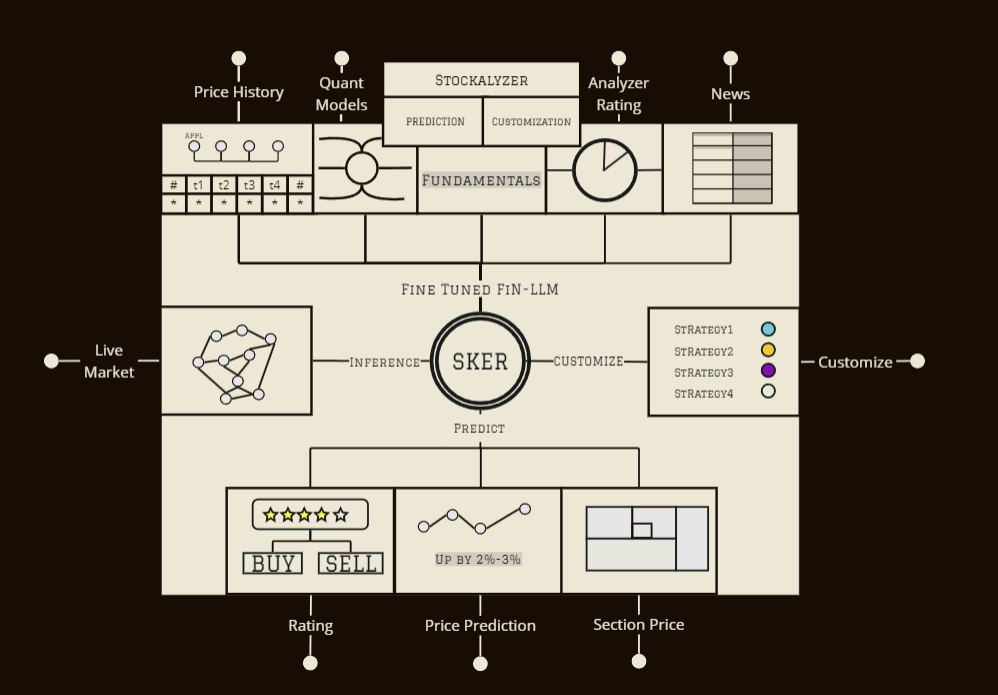 Stockalyzer
Prediction
Customization
Price History
Quant
Models
Analyzer
Rating
News
APPL
# t1 t2 t3 t4 #
* * * * * *
Fundamentals
Fine Tuned FiN-LLM
Live
Market
Inference
SKER
customize
StRategy1
StRategy2
StRategy3
StRategy4
Customize
Predict
BUY
SELL
Up by 2%-3%
Rating
Price Prediction
Section Price